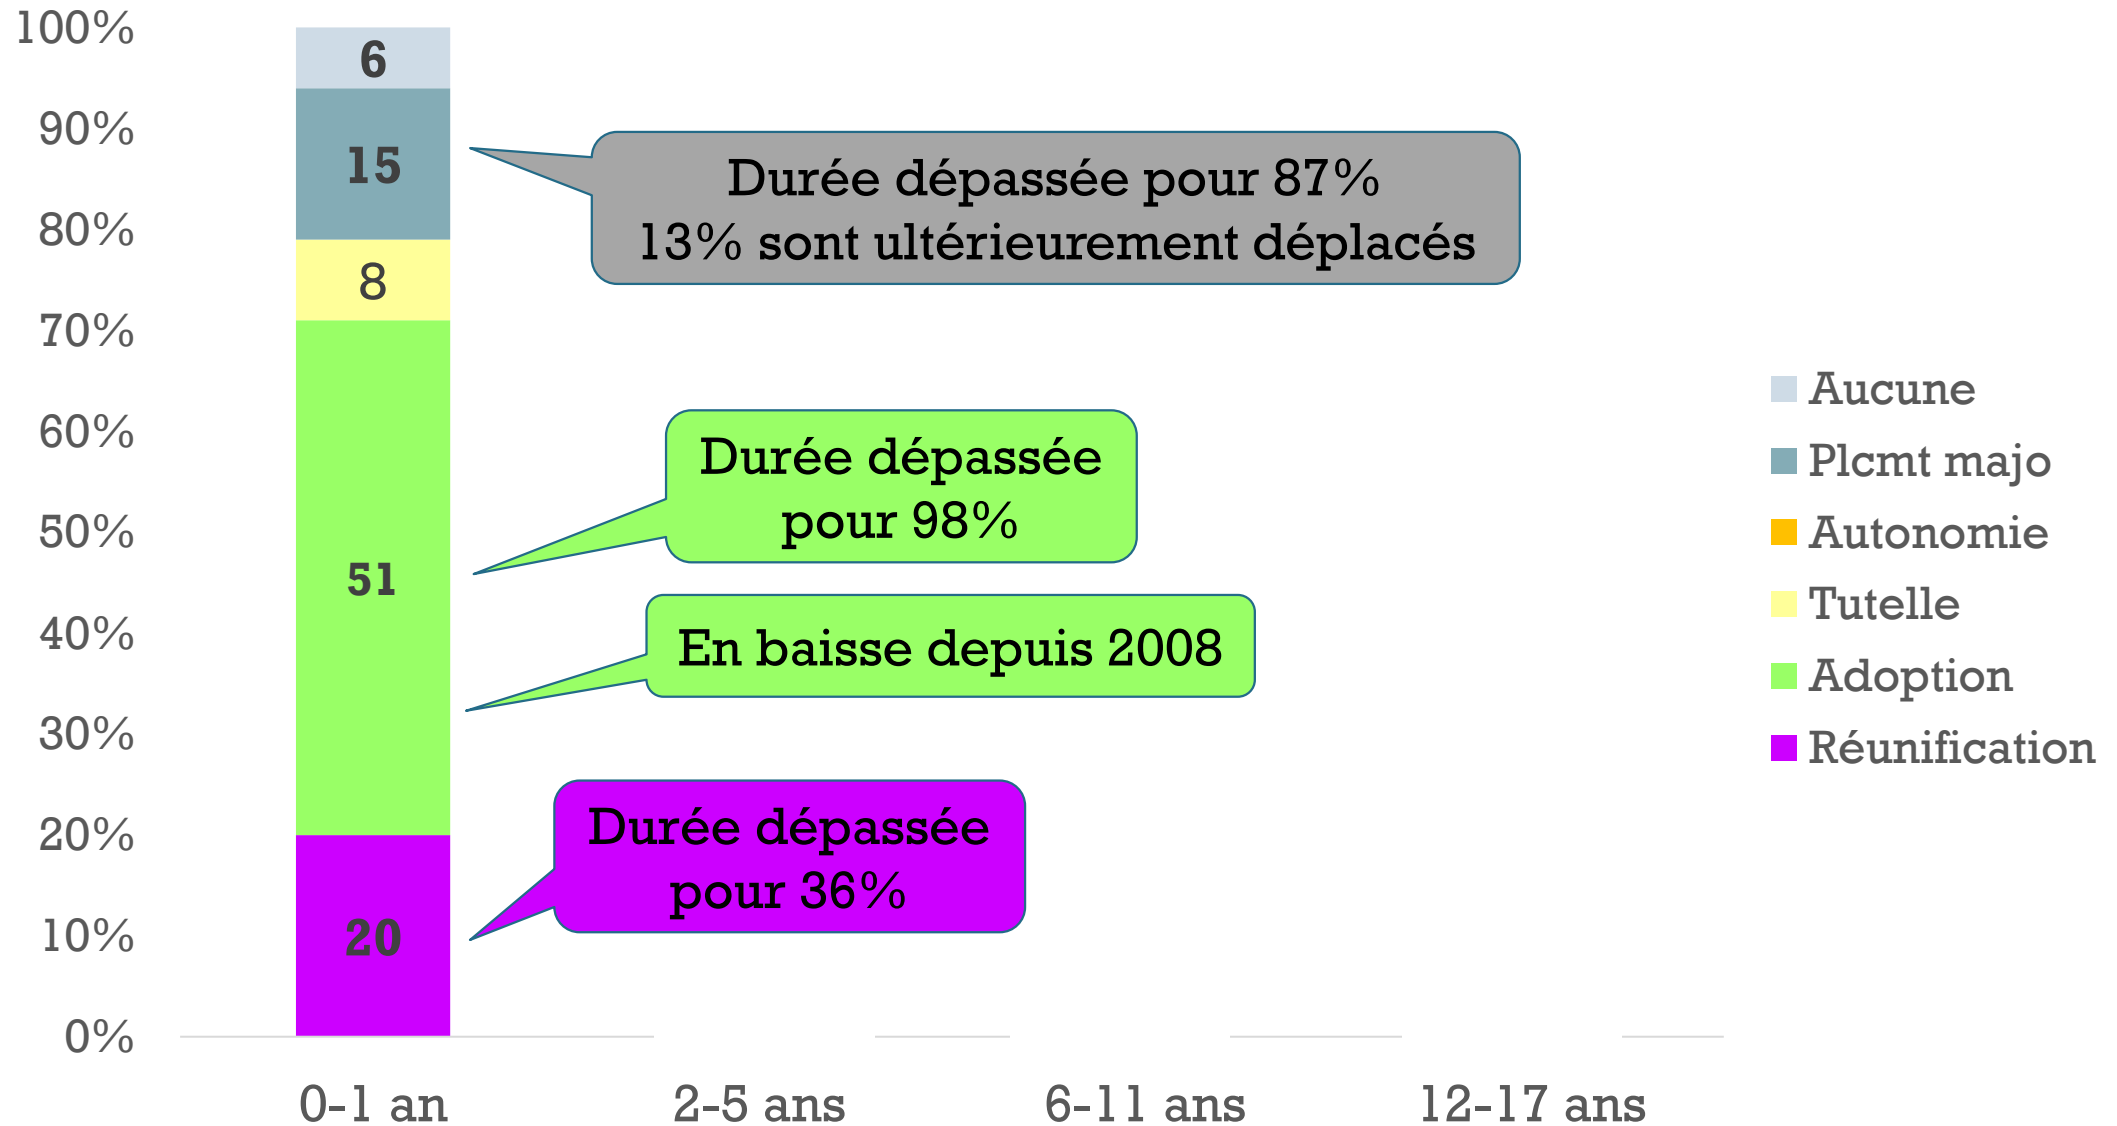 100%
90%
80%
70%
60%
50%
40%
30%
20%
10%
0%
6
15
8
51
20
Durée dépassée pour 87%
13% sont ultérieurement déplacés
Durée dépassée
pour 98%
En baisse depuis 2008
Durée dépassée
pour 36%
Aucune
Plcmt majo
Autonomie
Tutelle
Adoption
Réunification
0-1 an
2-5 ans
6-11 ans
12-17 ans